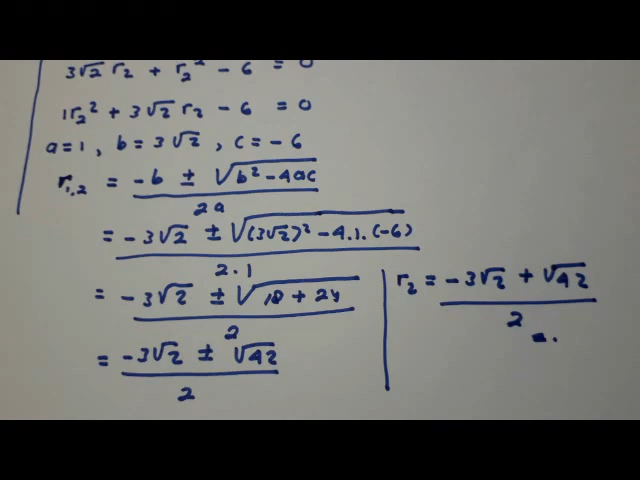 3√2 r₂ + r₂² - 6 = 0
1r₂² + 3√2 r₂ - 6 = 0
a=1, b=3√2, c=-6
r₁,₂ = (-b ± √(b²-4ac))/(2a)
= (-3√2 ± √((3√2)²-4.1.(-6)))/(2.1)
= (-3√2 ± √(18+24))/2
= (-3√2 ± √42)/2
r₂ = (-3√2 + √42)/2